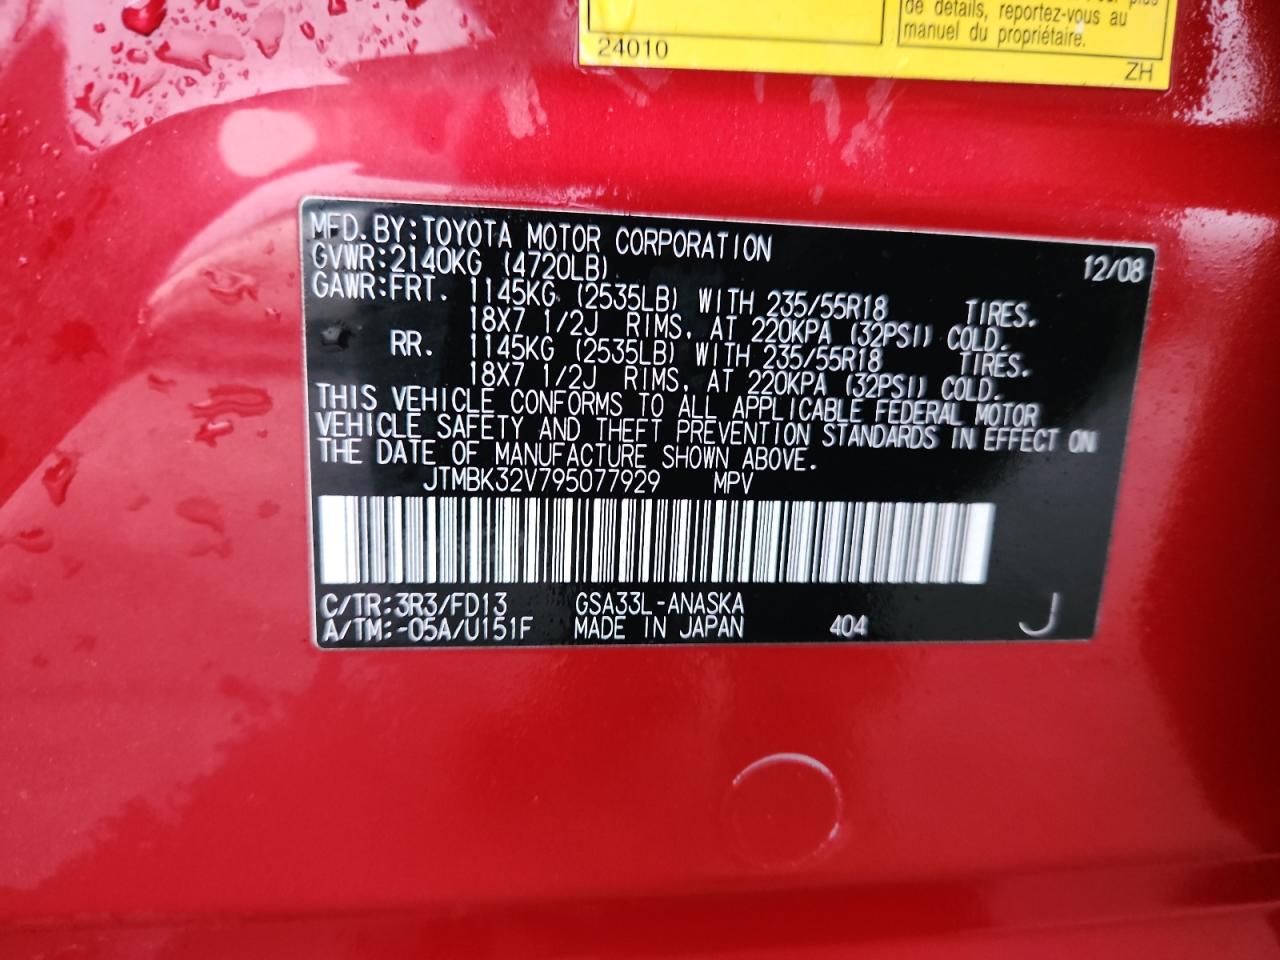 de détails, reportez-vous au
manuel du propriétaire.
24010
ZH
MFD.BY:TOYOTA MOTOR CORPORATION 12/08
GVWR:2140KG (4720LB)
GAWR:FRT. 1145KG (2535LB) WITH 235/55R18 TIRES.
18X7 1/2J RIMS, AT 220KPA (32PSI) COLD.
RR. 1145KG (2535LB) WITH 235/55R18 TIRES.
18X7 1/2J RIMS, AT 220KPA (32PSI) COLD.
THIS VEHICLE CONFORMS TO ALL APPLICABLE FEDERAL MOTOR
VEHICLE SAFETY AND THEFT PREVENTION STANDARDS IN EFFECT ON
THE DATE OF MANUFACTURE SHOWN ABOVE.
JTMBK32V795077929 MPV
C/TR:3R3/FD13 GSA33L-ANASKA
A/TM:-05A/U151F MADE IN JAPAN 404 J